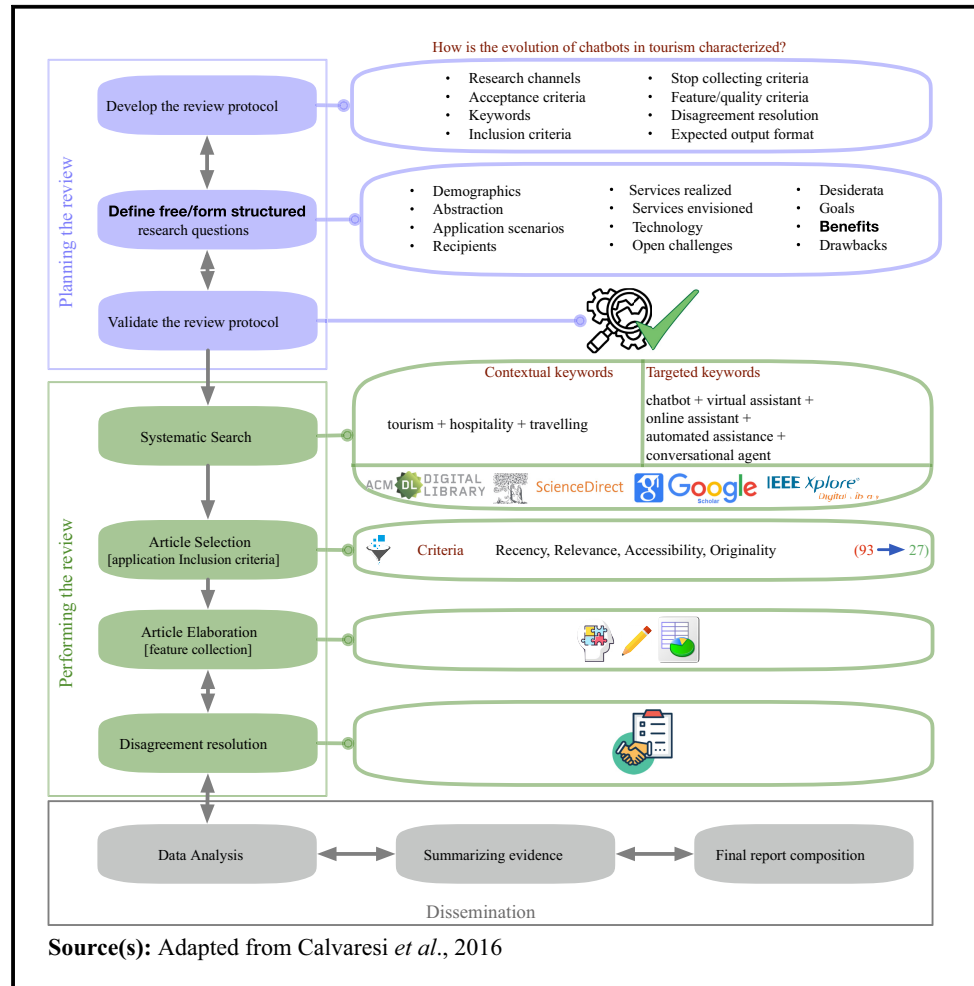 How is the evolution of chatbots in tourism characterized?
Planning the review
Develop the review protocol
• Research channels
• Acceptance criteria
• Keywords
• Inclusion criteria
• Stop collecting criteria
• Feature/quality criteria
• Disagreement resolution
• Expected output format
Define free/form structured
research questions
• Demographics
• Abstraction
• Application scenarios
• Recipients
• Services realized
• Services envisioned
• Technology
• Open challenges
• Desiderata
• Goals
• Benefits
• Drawbacks
Validate the review protocol
Performing the review
Systematic Search
Contextual keywords
tourism + hospitality + travelling
Targeted keywords
chatbot + virtual assistant +
online assistant +
automated assistance +
conversational agent
ACM DL DIGITAL
LIBRARY
ScienceDirect
g Google
Scholar
IEEE Xplore®
Digital Library
Article Selection
[application Inclusion criteria]
Criteria Recency, Relevance, Accessibility, Originality (93 → 27)
Article Elaboration
[feature collection]
Disagreement resolution
Data Analysis
Summarizing evidence
Final report composition
Dissemination
Source(s): Adapted from Calvaresi et al., 2016